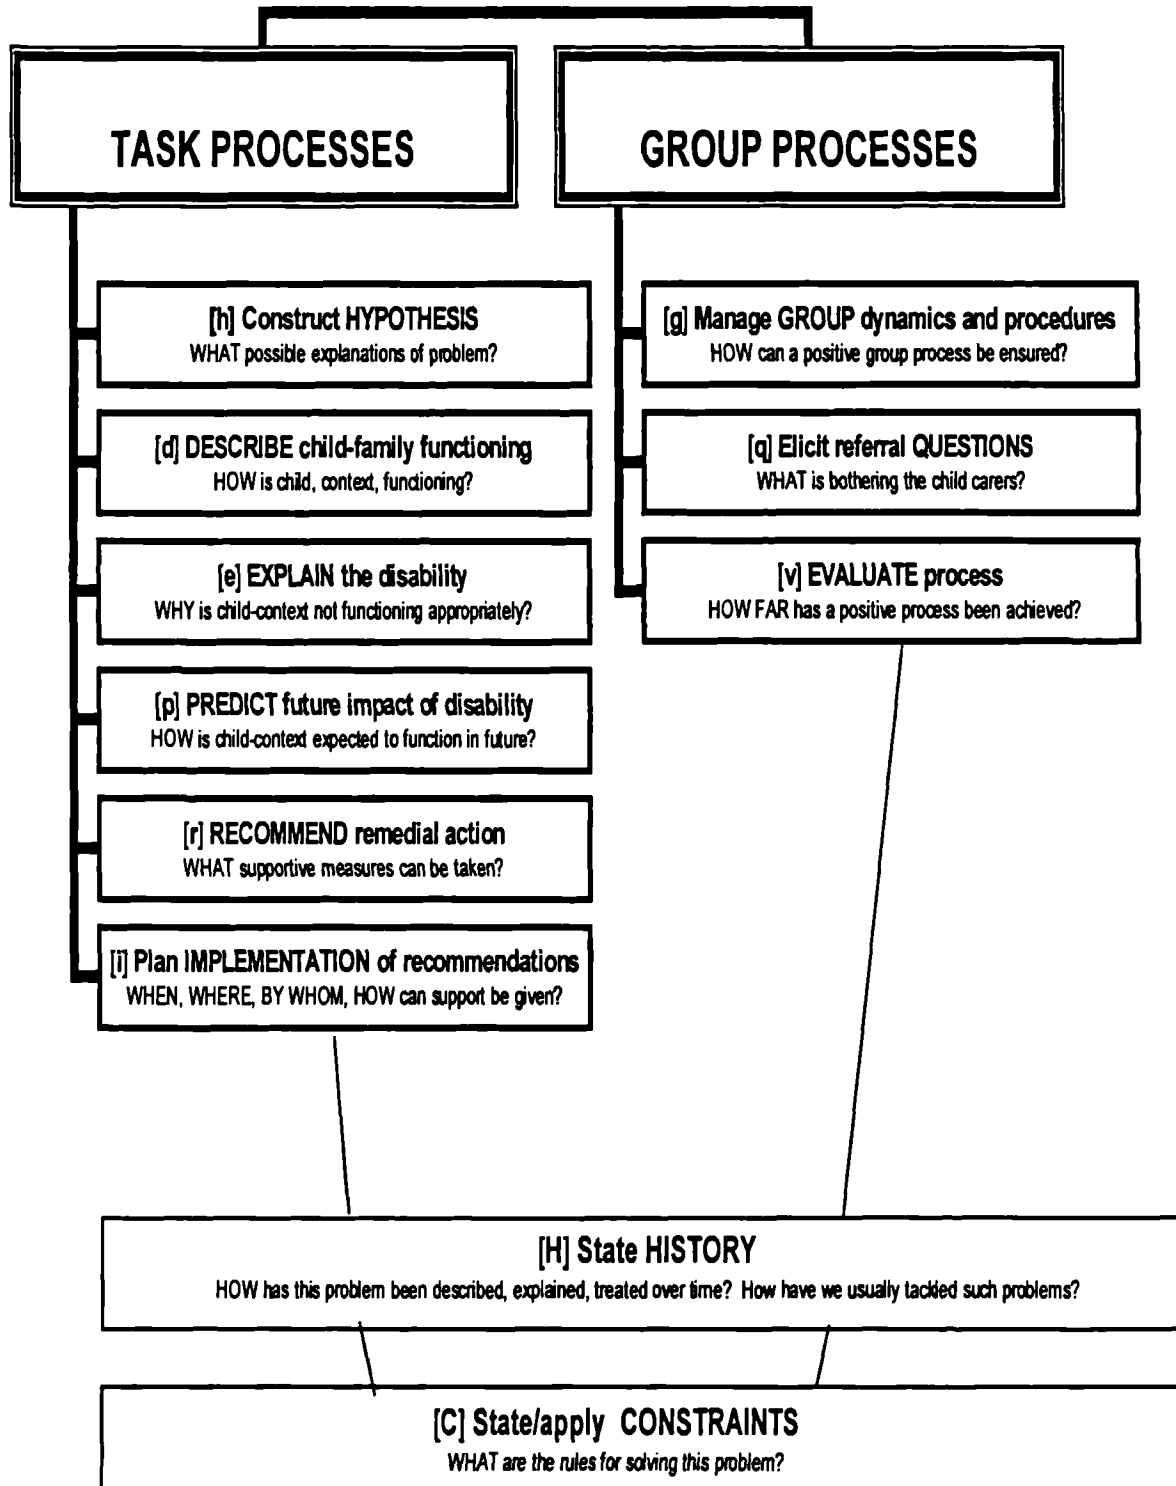 TASK PROCESSES
GROUP PROCESSES
[h] Construct HYPOTHESIS
WHAT possible explanations of problem?
[d] DESCRIBE child-family functioning
HOW is child, context, functioning?
[e] EXPLAIN the disability
WHY is child-context not functioning appropriately?
[p] PREDICT future impact of disability
HOW is child-context expected to function in future?
[r] RECOMMEND remedial action
WHAT supportive measures can be taken?
[i] Plan IMPLEMENTATION of recommendations
WHEN, WHERE, BY WHOM, HOW can support be given?
[g] Manage GROUP dynamics and procedures
HOW can a positive group process be ensured?
[q] Elicit referral QUESTIONS
WHAT is bothering the child carers?
[v] EVALUATE process
HOW FAR has a positive process been achieved?
[H] State HISTORY
HOW has this problem been described, explained, treated over time? How have we usually tackled such problems?
[C] State/apply CONSTRAINTS
WHAT are the rules for solving this problem?